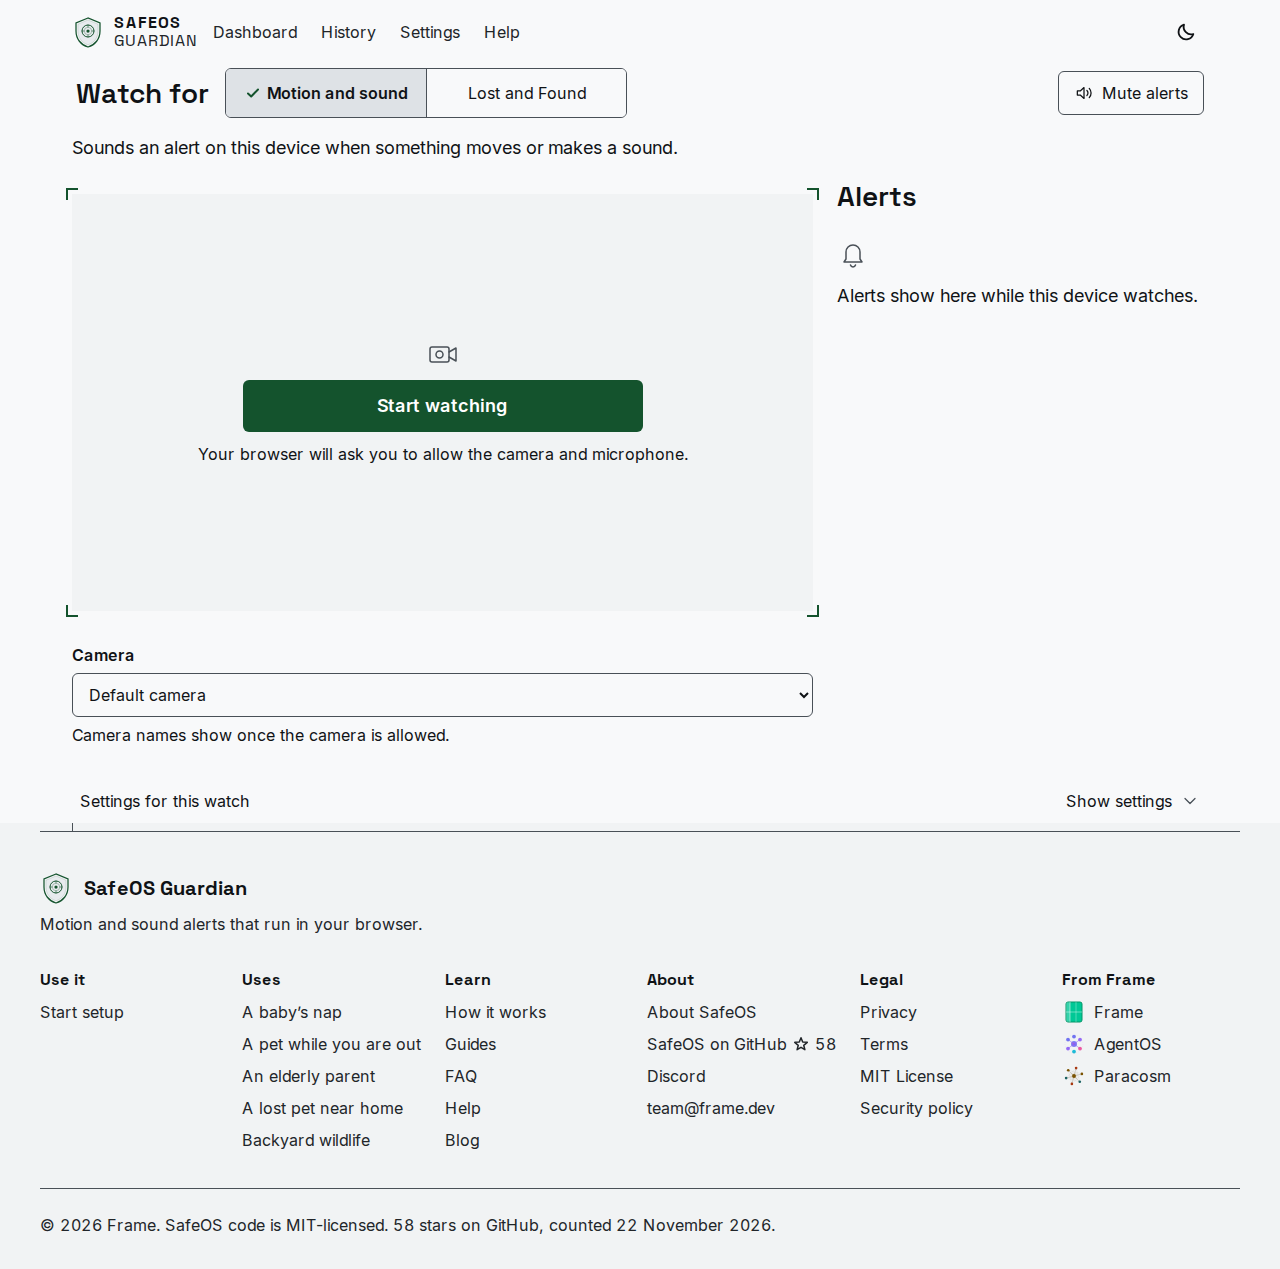 SAFEOS
GUARDIAN
Dashboard History Settings Help
Watch for
Motion and sound
Lost and Found
Mute alerts
Sounds an alert on this device when something moves or makes a sound.
Alerts
Alerts show here while this device watches.
Start watching
Your browser will ask you to allow the camera and microphone.
Camera
Default camera
Camera names show once the camera is allowed.
Settings for this watch
Show settings
SafeOS Guardian
Motion and sound alerts that run in your browser.
Use it
Start setup
Uses
A baby’s nap
A pet while you are out
An elderly parent
A lost pet near home
Backyard wildlife
Learn
How it works
Guides
FAQ
Help
Blog
About
About SafeOS
SafeOS on GitHub ☆ 58
Discord
team@frame.dev
Legal
Privacy
Terms
MIT License
Security policy
From Frame
Frame
AgentOS
Paracosm
© 2026 Frame. SafeOS code is MIT-licensed. 58 stars on GitHub, counted 22 November 2026.